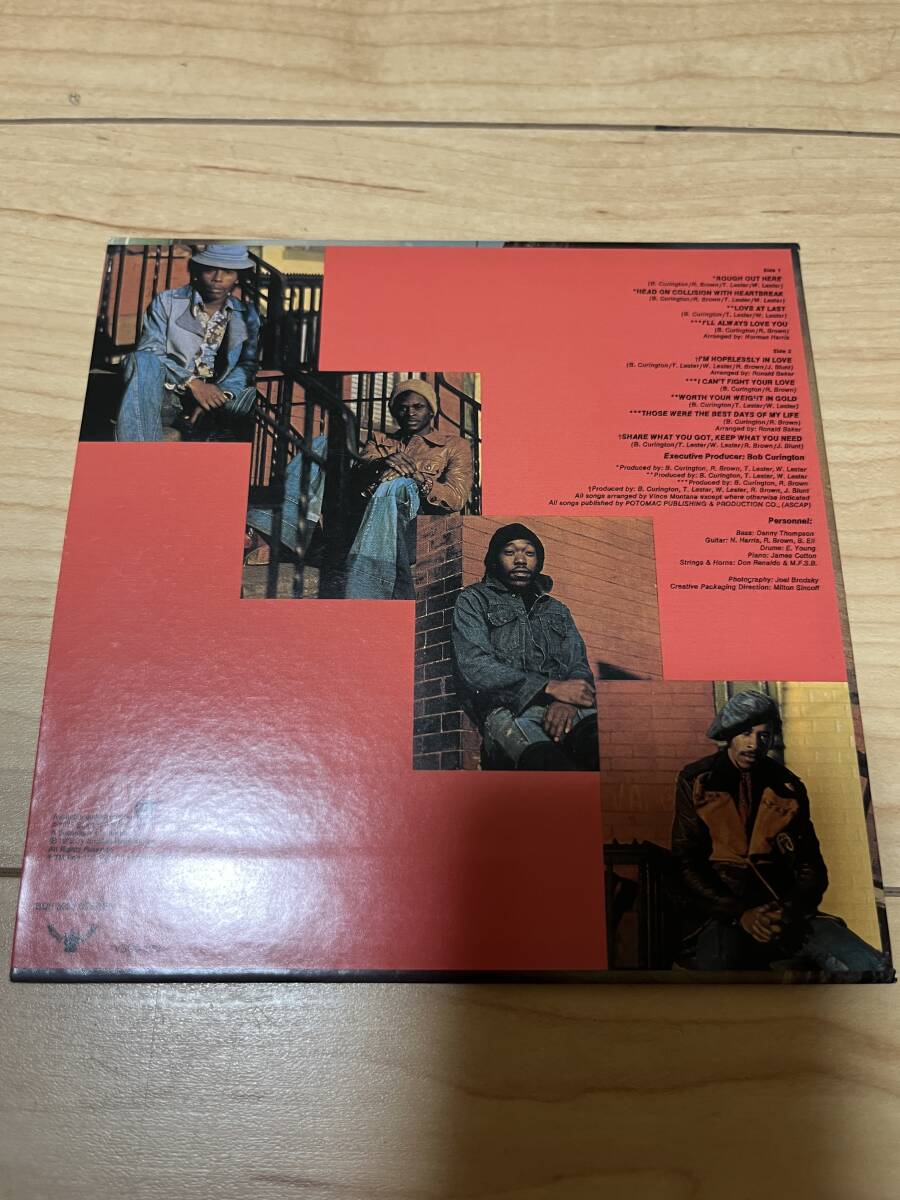 Side 1
*ROUGH OUT HERE
(B. Curington/R. Brown/T. Lester/W. Lester)
*HEAD ON COLLISION WITH HEARTBREAK
(B. Curington/R. Brown/T. Lester/W. Lester)
**LOVE AT LAST
(B. Curington/T. Lester/W. Lester)
***I'LL ALWAYS LOVE YOU
(B. Curington/R. Brown)
Arranged by: Norman Harris
Side 2
†I'M HOPELESSLY IN LOVE
(B. Curington/T. Lester/W. Lester/R. Brown/J. Blunt)
Arranged by: Ronald Baker
***I CAN'T FIGHT YOUR LOVE
(B. Curington/R. Brown)
**WORTH YOUR WEIGHT IN GOLD
(B. Curington/T. Lester/W. Lester)
***THOSE WERE THE BEST DAYS OF MY LIFE
(B. Curington/R. Brown)
Arranged by: Ronald Baker
†SHARE WHAT YOU GOT, KEEP WHAT YOU NEED
(B. Curington/T. Lester/W. Lester/R. Brown/J. Blunt)
Executive Producer: Bob Curington
*Produced by: B. Curington, R. Brown, T. Lester, W. Lester
**Produced by: B. Curington, T. Lester, W. Lester
***Produced by: B. Curington, R. Brown
†Produced by: B. Curington, T. Lester, W. Lester, R. Brown, J. Blunt
All songs arranged by Vince Montana except where otherwise indicated
All songs published by POTOMAC PUBLISHING & PRODUCTION CO., (ASCAP)
Personnel:
Bass: Danny Thompson
Guitar: N. Harris, R. Brown, B. Eli
Drums: E. Young
Piano: James Cotton
Strings & Horns: Don Renaldo & M.F.S.B.
Photography: Joel Brodsky
Creative Packaging Direction: Milton Sincoff
All Rights Reserved